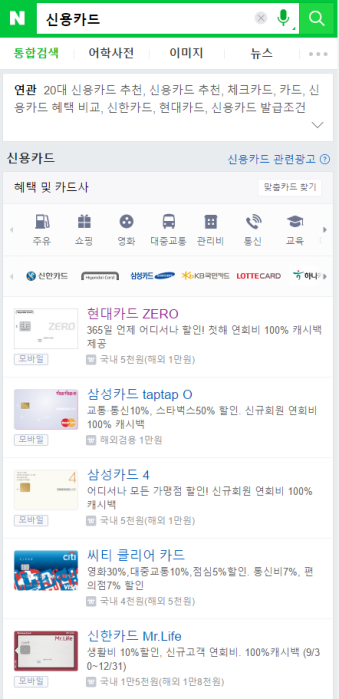 N 신용카드
통합검색 어학사전 이미지 뉴스
연관 20대 신용카드 추천, 신용카드 추천, 체크카드, 카드, 신
용카드 혜택 비교, 신한카드, 현대카드, 신용카드 발급조건
신용카드 신용카드 관련광고
혜택 및 카드사 맞춤카드 찾기
주유 쇼핑 영화 대중교통 관리비 통신 교육
신한카드 HyundaiCard 삼성카드 SAMSUNG KB국민카드 LOTTECARD 하나
현대카드 ZERO
365일 언제 어디서나 할인! 첫해 연회비 100% 캐시백
제공
모바일 국내 5천원(해외 1만원)
삼성카드 taptap O
교통·통신10%, 스타벅스50% 할인. 신규회원 연회비
100% 캐시백
모바일 해외겸용 1만원
삼성카드 4
어디서나 모든 가맹점 할인! 신규회원 연회비 100%
캐시백
모바일 국내 5천원(해외 1만원)
씨티 클리어 카드
영화30%,대중교통10%,점심5%할인. 통신비7%, 편
의점7% 할인
국내 4천원(해외 5천원)
신한카드 Mr.Life
생활비 10%할인, 신규고객 연회비. 100%캐시백 (9/3
0~12/31)
모바일 국내 1만5천원(해외 1만8천원)